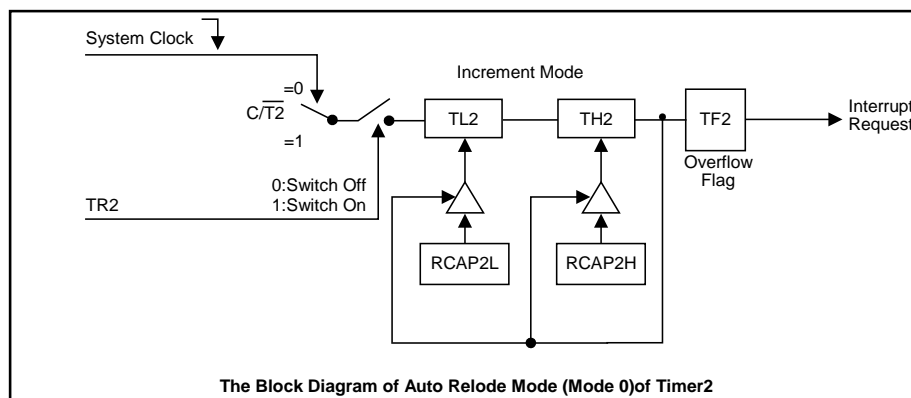 System Clock
Increment Mode
=0
C/T2
=1
TL2
TH2
TF2
Interrupt
Request
Overflow
Flag
0:Switch Off
1:Switch On
TR2
RCAP2L
RCAP2H
The Block Diagram of Auto Relode Mode (Mode 0)of Timer2